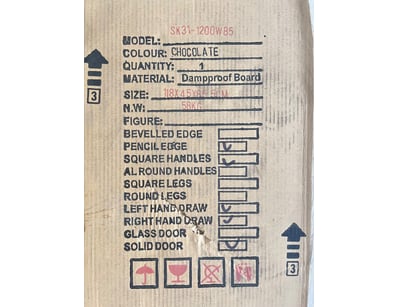 MODEL: SK31-1200W85
COLOUR: CHOCOLATE
QUANTITY: 1
MATERIAL: Dampproof Board
SIZE:
N.W: 58KG
FIGURE:
BEVELLED EDGE
PENCIL EDGE
SQUARE HANDLES
AL ROUND HANDLES
SQUARE LEGS
ROUND LEGS
LEFT HAND DRAW
RIGHT HAND DRAW
GLASS DOOR
SOLID DOOR
3
3